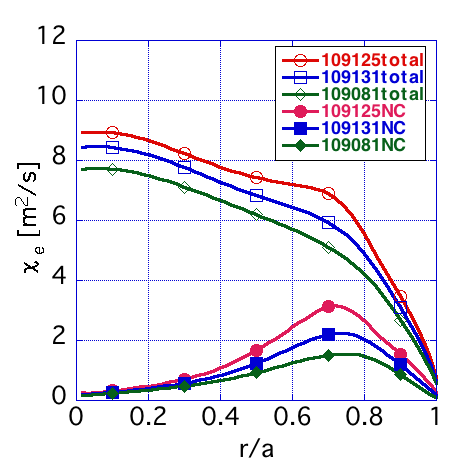 12
10
8
6
4
2
0
χe [m²/s]
109125total
109131total
109081total
109125NC
109131NC
109081NC
0 0.2 0.4 0.6 0.8 1
r/a